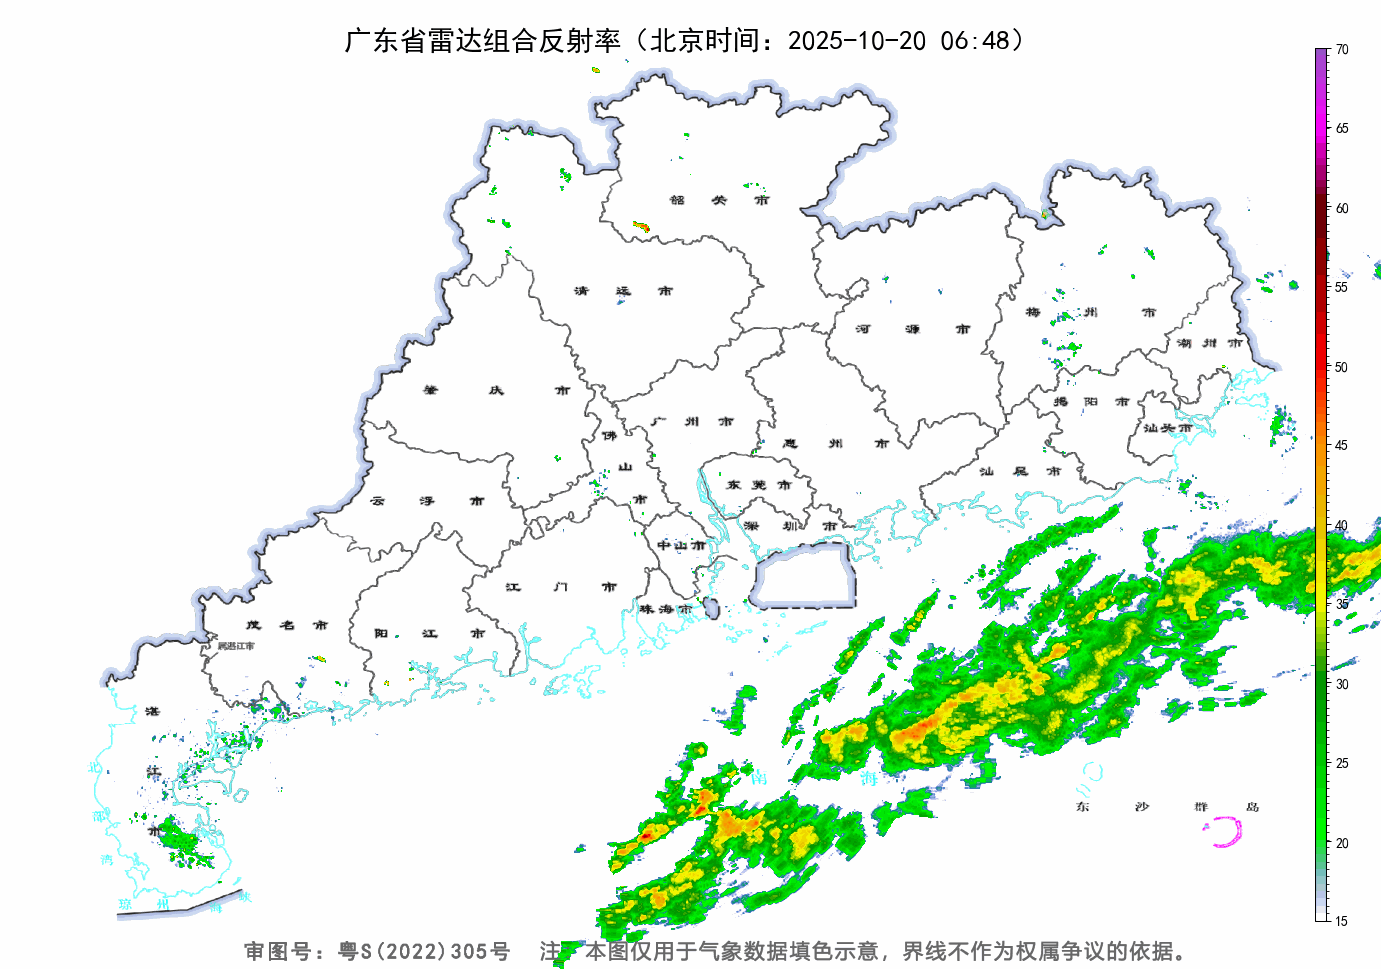 广东省雷达组合反射率（北京时间：2025-10-20 06:48）
70
65
60
55
50
45
40
35
30
25
20
15
韶关市
清远市
河源市
梅州市
潮州市
肇庆市
广州市
佛山市
惠州市
揭阳市
汕头市
汕尾市
云浮市
东莞市
深圳市
中山市
江门市
珠海市
茂名市
阳江市
属湛江市
湛江市
北部湾
琼州海峡
南海
东沙群岛
审图号：粤S(2022)305号 注：本图仅用于气象数据填色示意，界线不作为权属争议的依据。